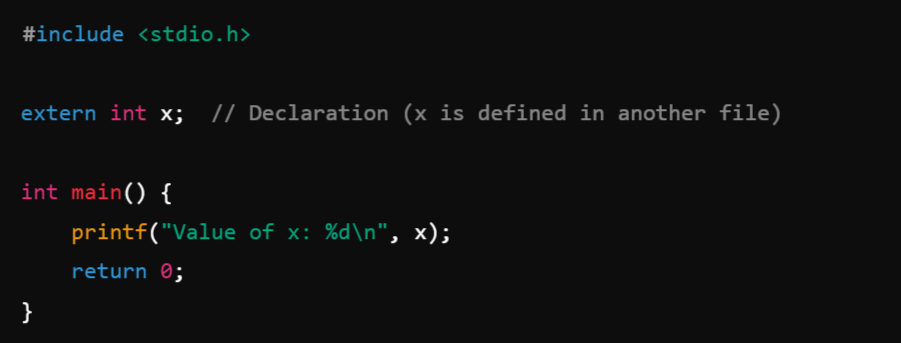 #include <stdio.h>
extern int x;  // Declaration (x is defined in another file)
int main() {
    printf("Value of x: %d\n", x);
    return 0;
}